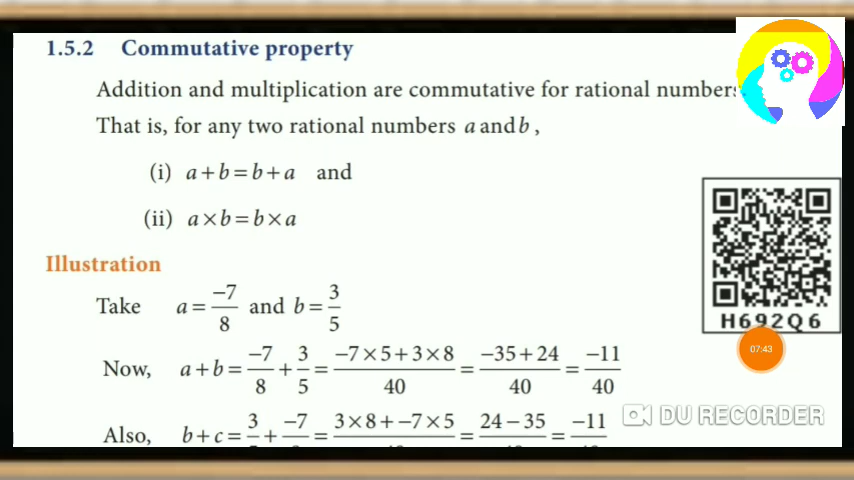 1.5.2 Commutative property
Addition and multiplication are commutative for rational numbers.
That is, for any two rational numbers a and b ,
(i) a + b = b + a and
(ii) a × b = b × a
Illustration
Take a = −7/8 and b = 3/5
Now, a + b = −7/8 + 3/5 = −7 × 5 + 3 × 8/40 = −35 + 24/40 = −11/40
Also, b + c = 3/ + −7/ = 3 × 8 + −7 × 5/ = 24 − 35/ = −11/
H692Q6
07:43
DU RECORDER